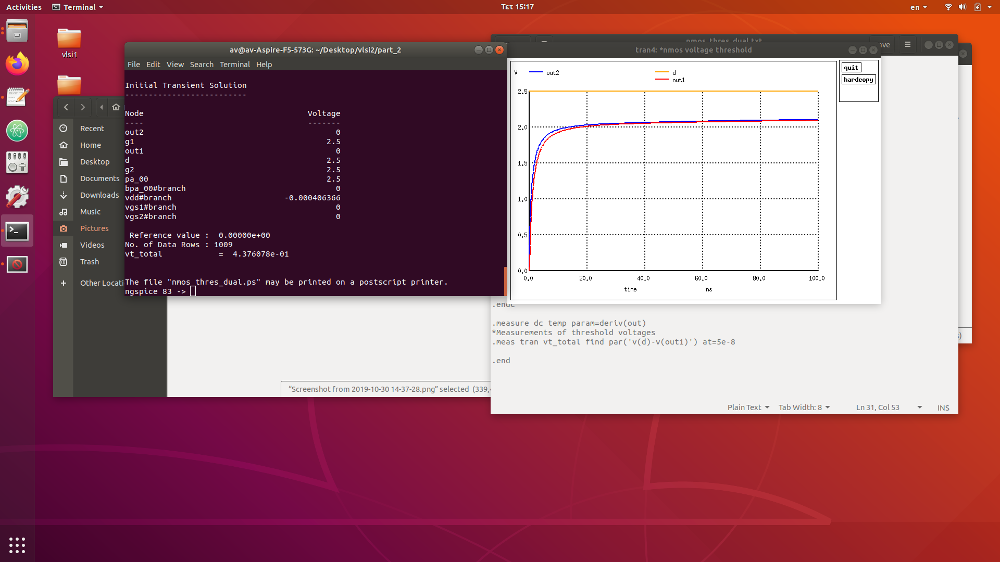 Activities
Terminal
Τετ 15:17
en
vlsi1
av@av-Aspire-F5-573G: ~/Desktop/vlsi2/part_2
File Edit View Search Terminal Help
Initial Transient Solution
--------------------------
Node Voltage
---- -------
out2 0
g1 2.5
out1 0
d 2.5
g2 2.5
pa_00 2.5
bpa_00#branch 0
vdd#branch -0.000406366
vgs1#branch 0
vgs2#branch 0
Reference value : 0.00000e+00
No. of Data Rows : 1009
vt_total = 4.376078e-01
The file "nmos_thres_dual.ps" may be printed on a postscript printer.
ngspice 83 ->
Recent
Home
Desktop
Documents
Downloads
Music
Pictures
Videos
Trash
Other Locati
“Screenshot from 2019-10-30 14-37-28.png” selected (339,
nmos_thres_dual.txt
tran4: *nmos voltage threshold
V
out2
d
out1
quit
hardcopy
2.5
2.0
1.5
1.0
0.5
0.0
0.0 20.0 40.0 60.0 80.0 100.0
time ns
.endc
.measure dc temp param=deriv(out)
*Measurements of threshold voltages
.meas tran vt_total find par('v(d)-v(out1)') at=5e-8
.end
Plain Text
Tab Width: 8
Ln 31, Col 53
INS